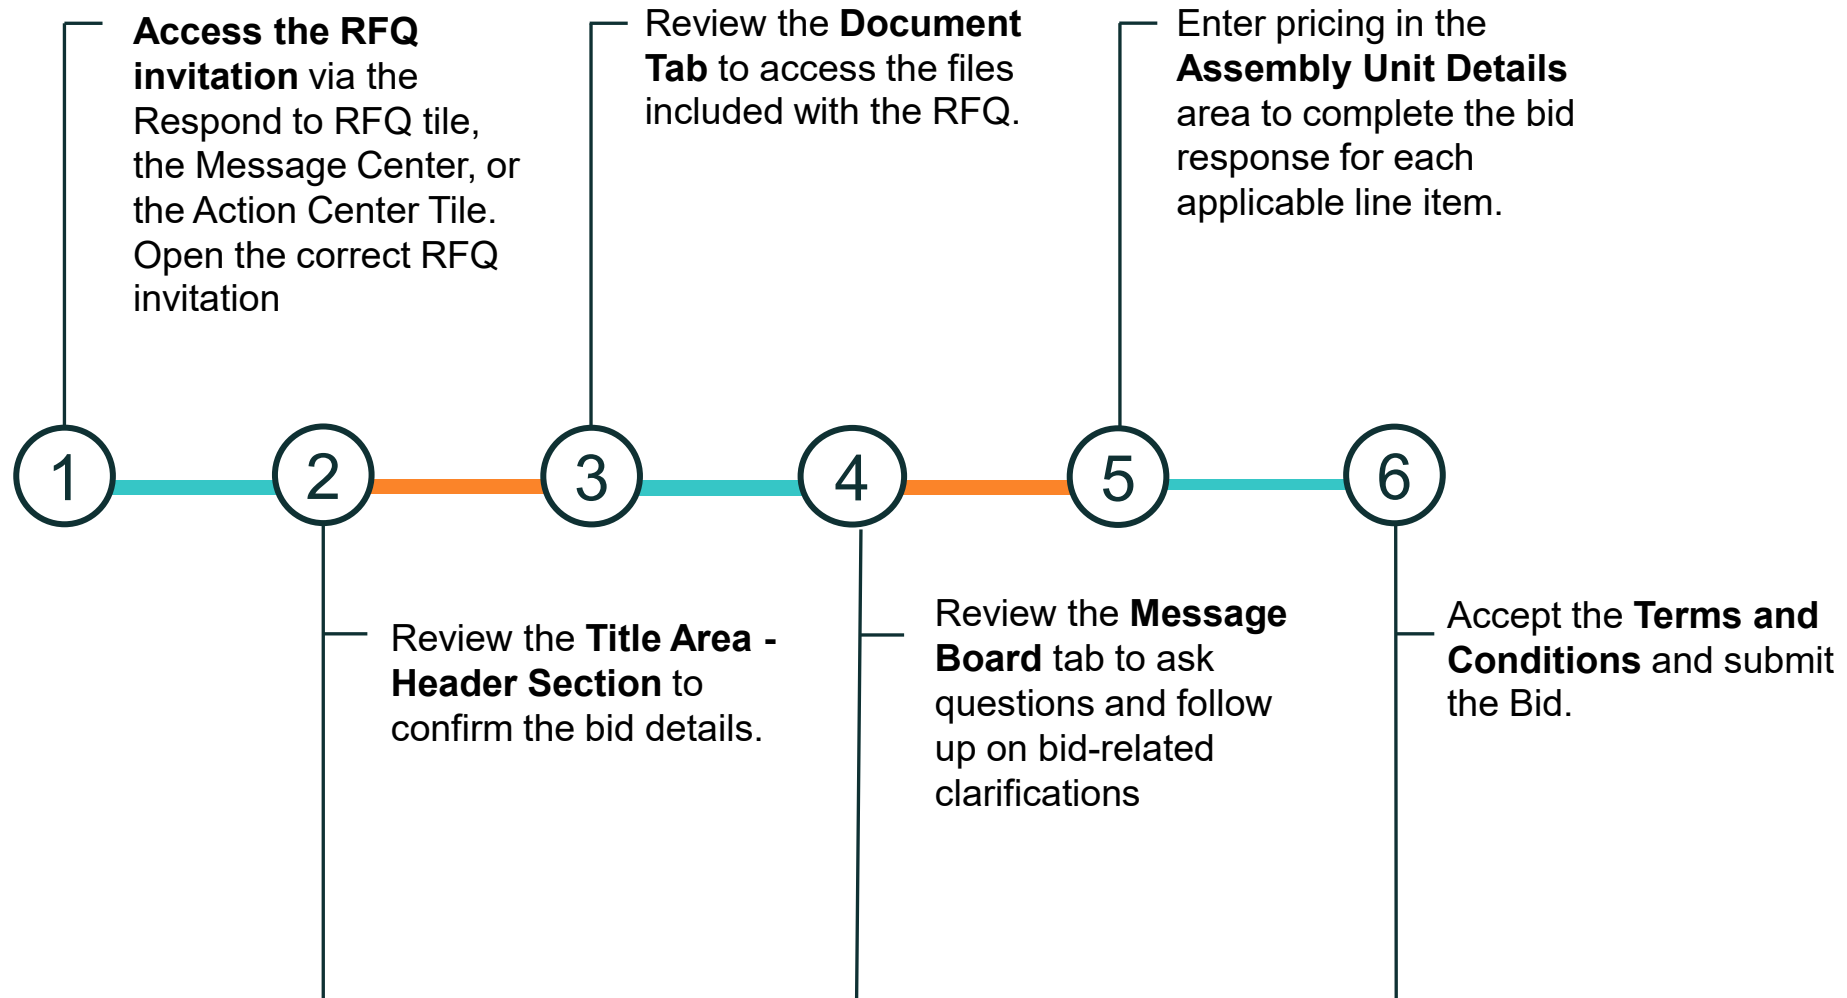 Access the RFQ
invitation via the
Respond to RFQ tile,
the Message Center, or
the Action Center Tile.
Open the correct RFQ
invitation
Review the Document
Tab to access the files
included with the RFQ.
Enter pricing in the
Assembly Unit Details
area to complete the bid
response for each
applicable line item.
1
2
3
4
5
6
Review the Title Area -
Header Section to
confirm the bid details.
Review the Message
Board tab to ask
questions and follow
up on bid-related
clarifications
Accept the Terms and
Conditions and submit
the Bid.